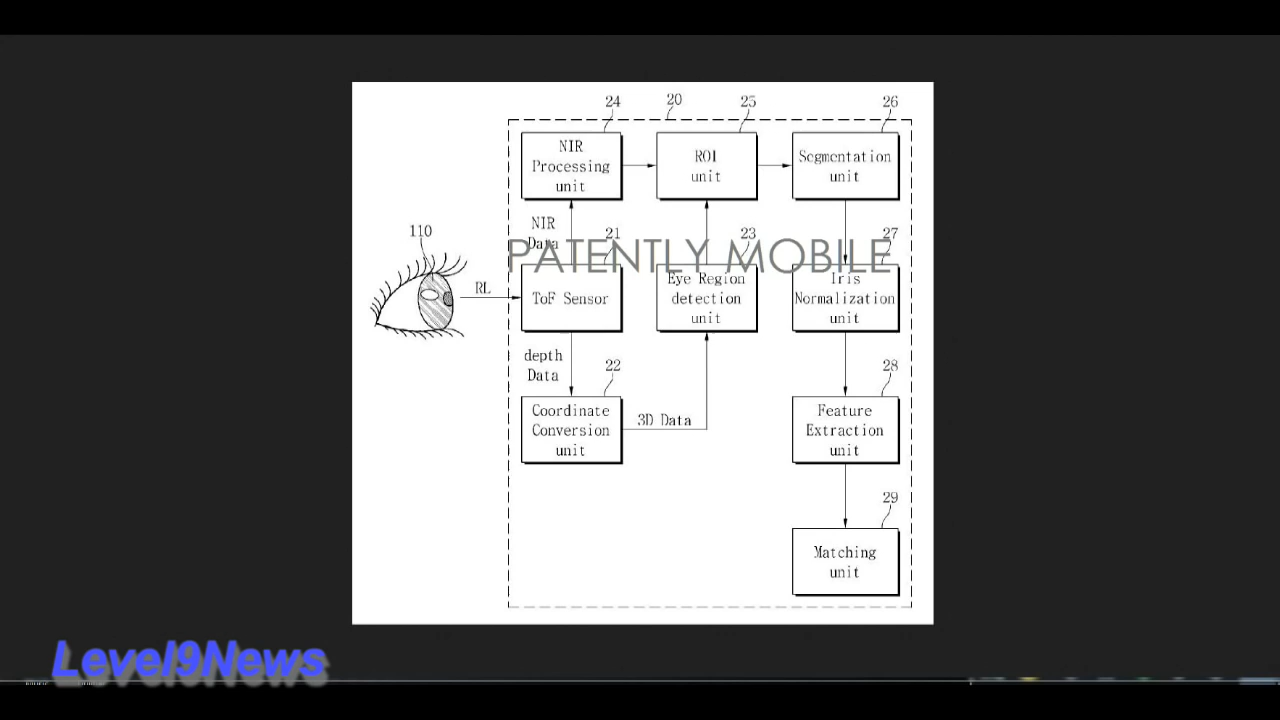 24
20
25
26
NIR
Processing
unit
ROI
unit
Segmentation
unit
NIR
Data
110
21
23
27
PATENTLY MOBILE
RL
ToF Sensor
Eye Region
detection
unit
Iris
Normalization
unit
depth
Data
22
28
Coordinate
Conversion
unit
3D Data
Feature
Extraction
unit
29
Matching
unit
Level9News